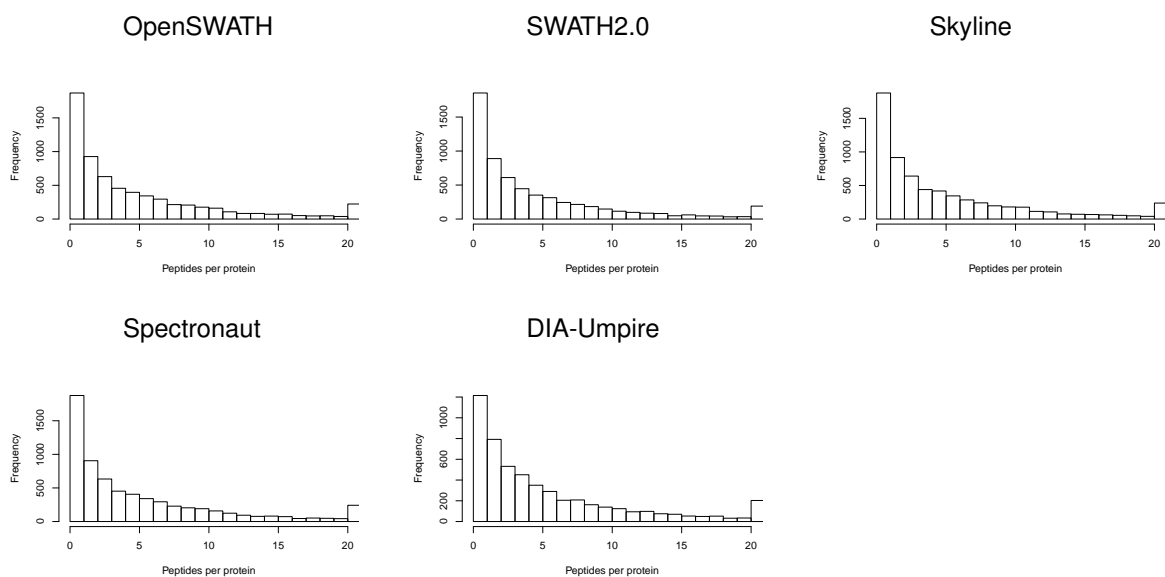 OpenSWATH
Frequency
0 500 1000 1500
0 5 10 15 20
Peptides per protein
SWATH2.0
Frequency
0 500 1000 1500
0 5 10 15 20
Peptides per protein
Skyline
Frequency
0 500 1000 1500
0 5 10 15 20
Peptides per protein
Spectronaut
Frequency
0 500 1000 1500
0 5 10 15 20
Peptides per protein
DIA-Umpire
Frequency
0 200 600 1000
0 5 10 15 20
Peptides per protein